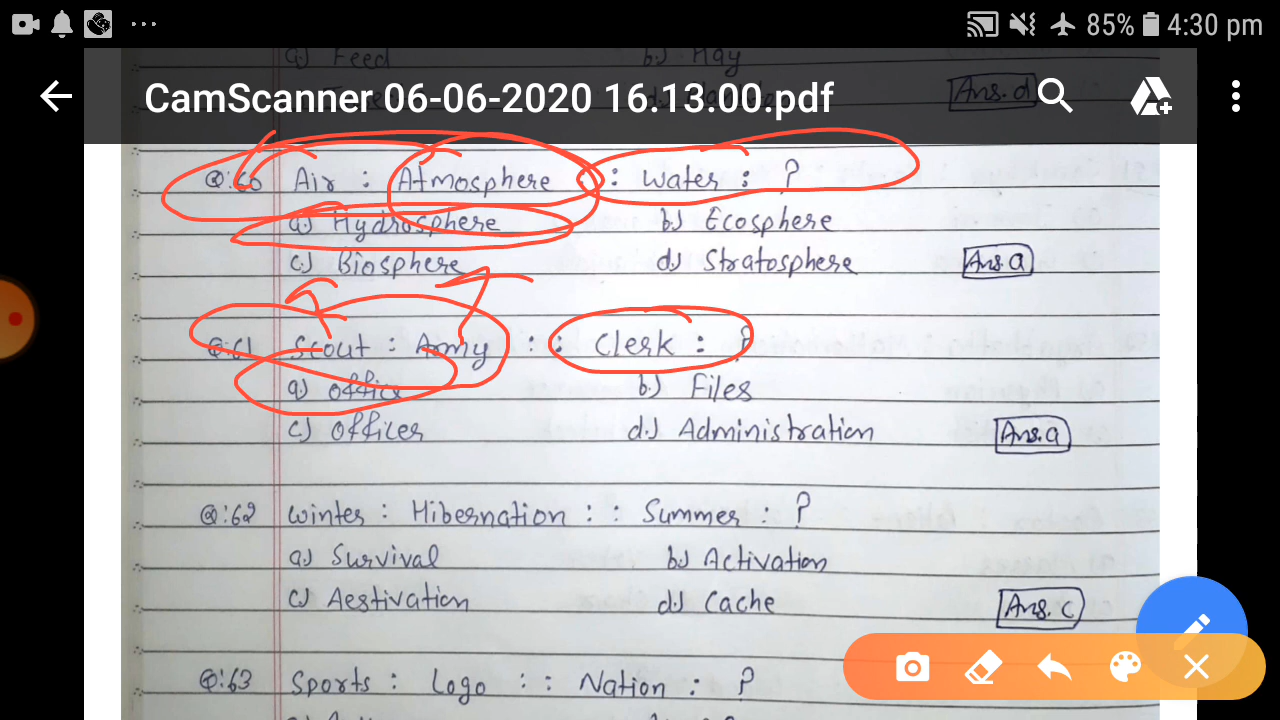 85% 4:30 pm
a.) Feed b.) Hay
CamScanner 06-06-2020 16.13.00.pdf
Ans. d
Q:60 Air : Atmosphere : : Water : ?
a.) Hydrosphere b.) Ecosphere
c.) Biosphere d.) Stratosphere Ans. a
Q:61 Scout : Army : : Clerk : ?
a.) office b.) Files
c.) officer d.) Administration Ans. a
Q:62 Winter : Hibernation : : Summer : ?
a.) Survival b.) Activation
c.) Aestivation d.) Cache Ans. c
Q:63 Sports : Logo : : Nation : ?